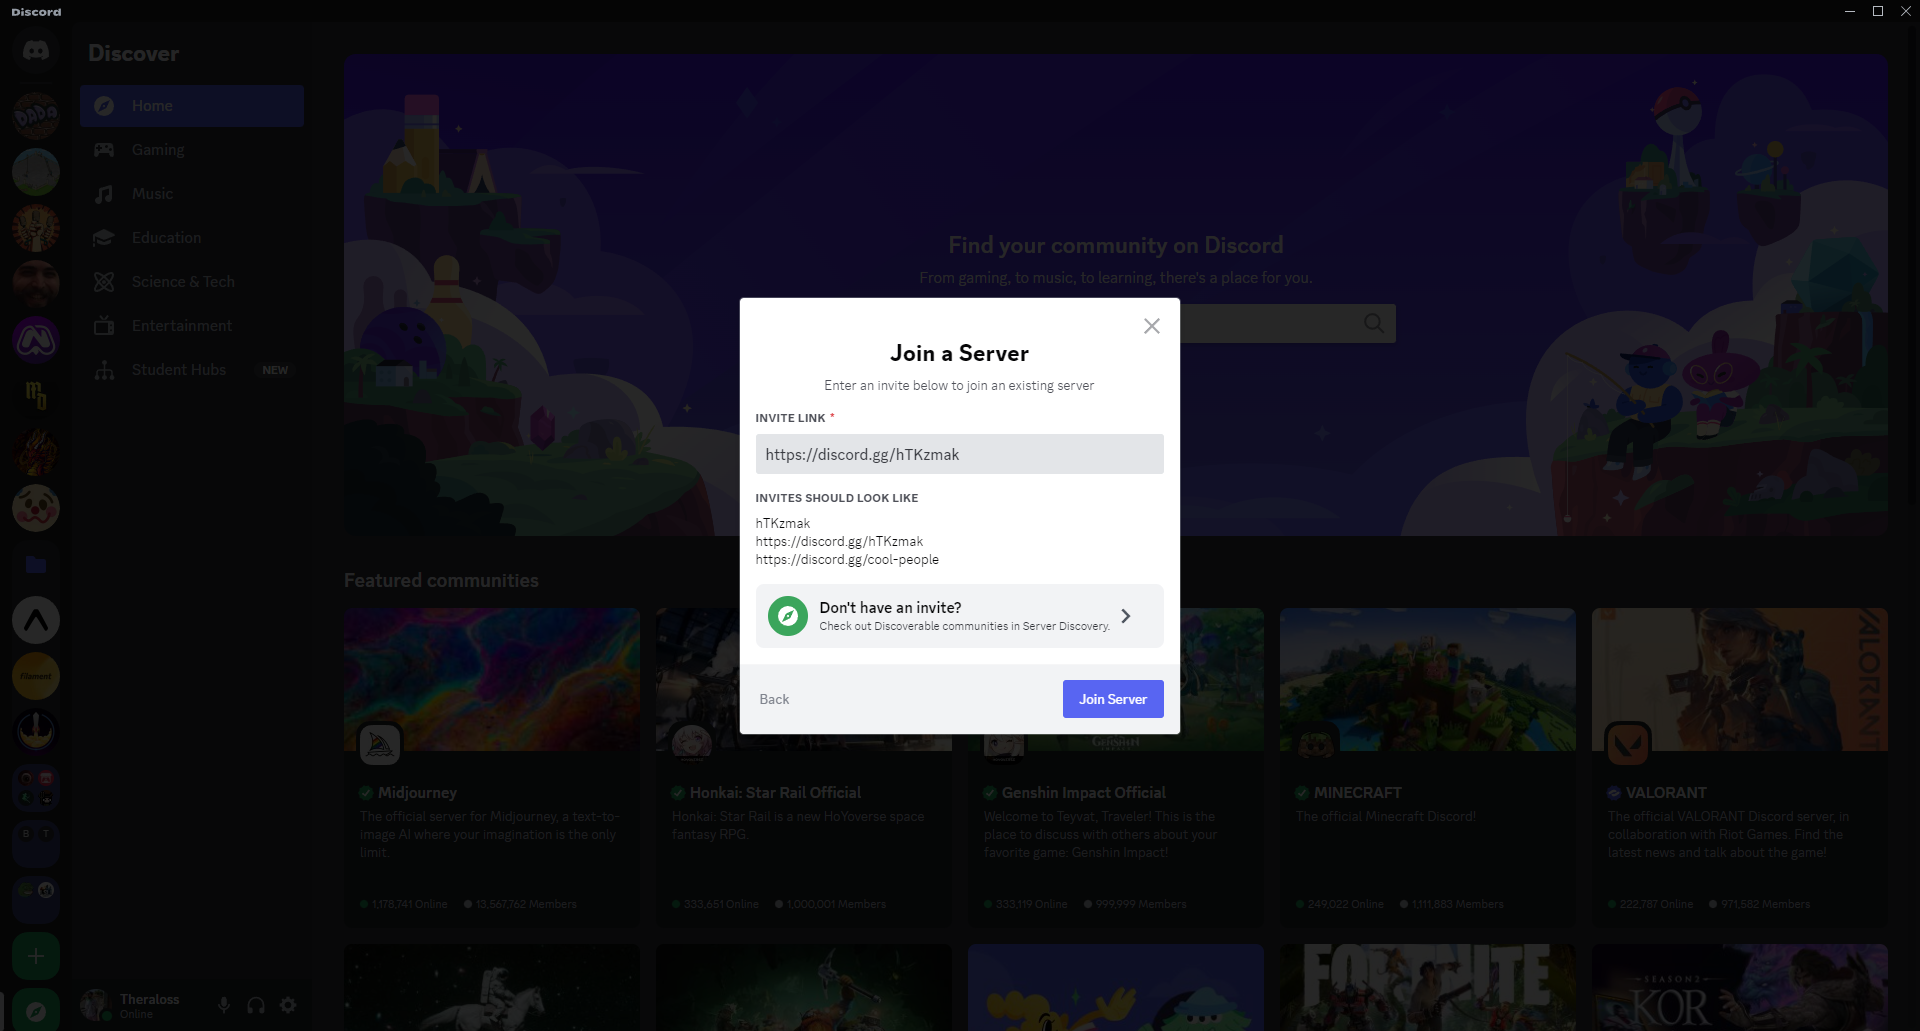 Discord
Discover
Home
Gaming
Music
Education
Science & Tech
Entertainment
Student Hubs NEW
Find your community on Discord
From gaming, to music, to learning, there's a place for you.
Join a Server
Enter an invite below to join an existing server
INVITE LINK *
https://discord.gg/hTKzmak
INVITES SHOULD LOOK LIKE
hTKzmak
https://discord.gg/hTKzmak
https://discord.gg/cool-people
Don't have an invite?
Check out Discoverable communities in Server Discovery.
Back
Join Server
Featured communities
Midjourney
The official server for Midjourney, a text-to-
image AI where your imagination is the only
limit.
1,178,741 Online 13,567,762 Members
Honkai: Star Rail Official
Honkai: Star Rail is a new HoYoverse space
fantasy RPG.
333,651 Online 1,000,001 Members
GENSHIN
Genshin Impact Official
Welcome to Teyvat, Traveler! This is the
place to discuss with others about your
favorite game: Genshin Impact!
333,119 Online 999,999 Members
MINECRAFT
The official Minecraft Discord!
249,022 Online 1,111,883 Members
VALORANT
VALORANT
The official VALORANT Discord server, in
collaboration with Riot Games. Find the
latest news and talk about the game!
222,787 Online 971,582 Members
FORTNITE
SEASON 2
KOR
DADA
filament
B T
Theraloss
Online